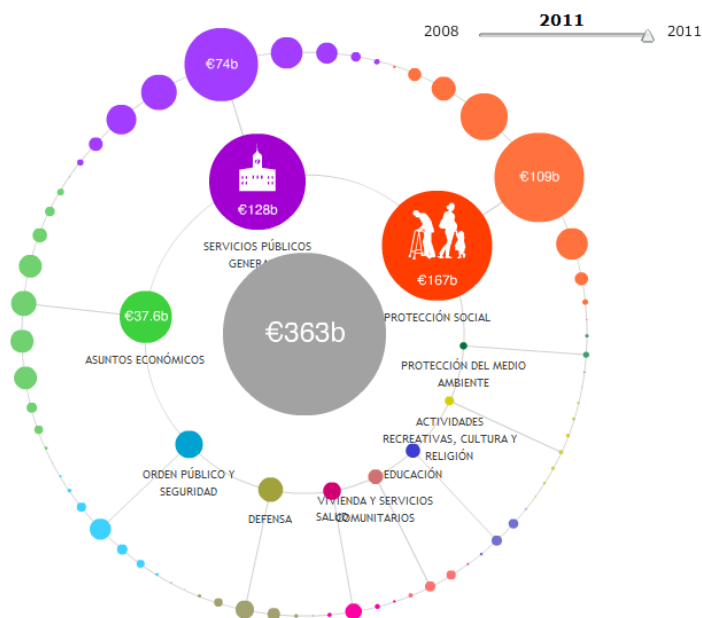 2011
2008
2011
€74b
€109b
€128b
SERVICIOS PÚBLICOS
€167b
PROTECCIÓN SOCIAL
€37.6b
ASUNTOS ECONÓMICOS
€363b
PROTECCIÓN DEL MEDIO
AMBIENTE
ACTIVIDADES
RECREATIVAS, CULTURA Y
RELIGIÓN
EDUCACIÓN
ORDEN PÚBLICO Y
SEGURIDAD
DEFENSA
VIVIENDA Y SERVICIOS
COMUNITARIOS
SALUD